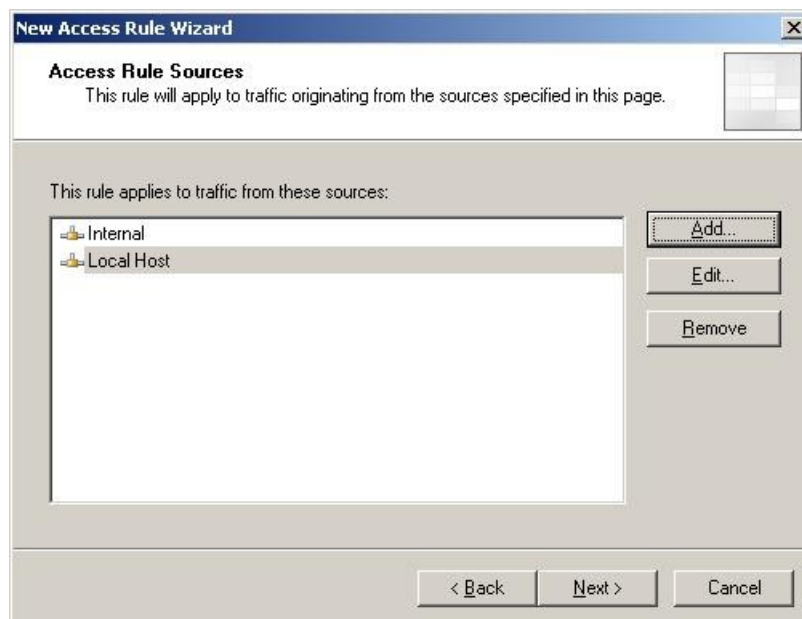 New Access Rule Wizard
Access Rule Sources
This rule will apply to traffic originating from the sources specified in this page.
This rule applies to traffic from these sources:
Internal
Local Host
Add...
Edit...
Remove
< Back
Next >
Cancel